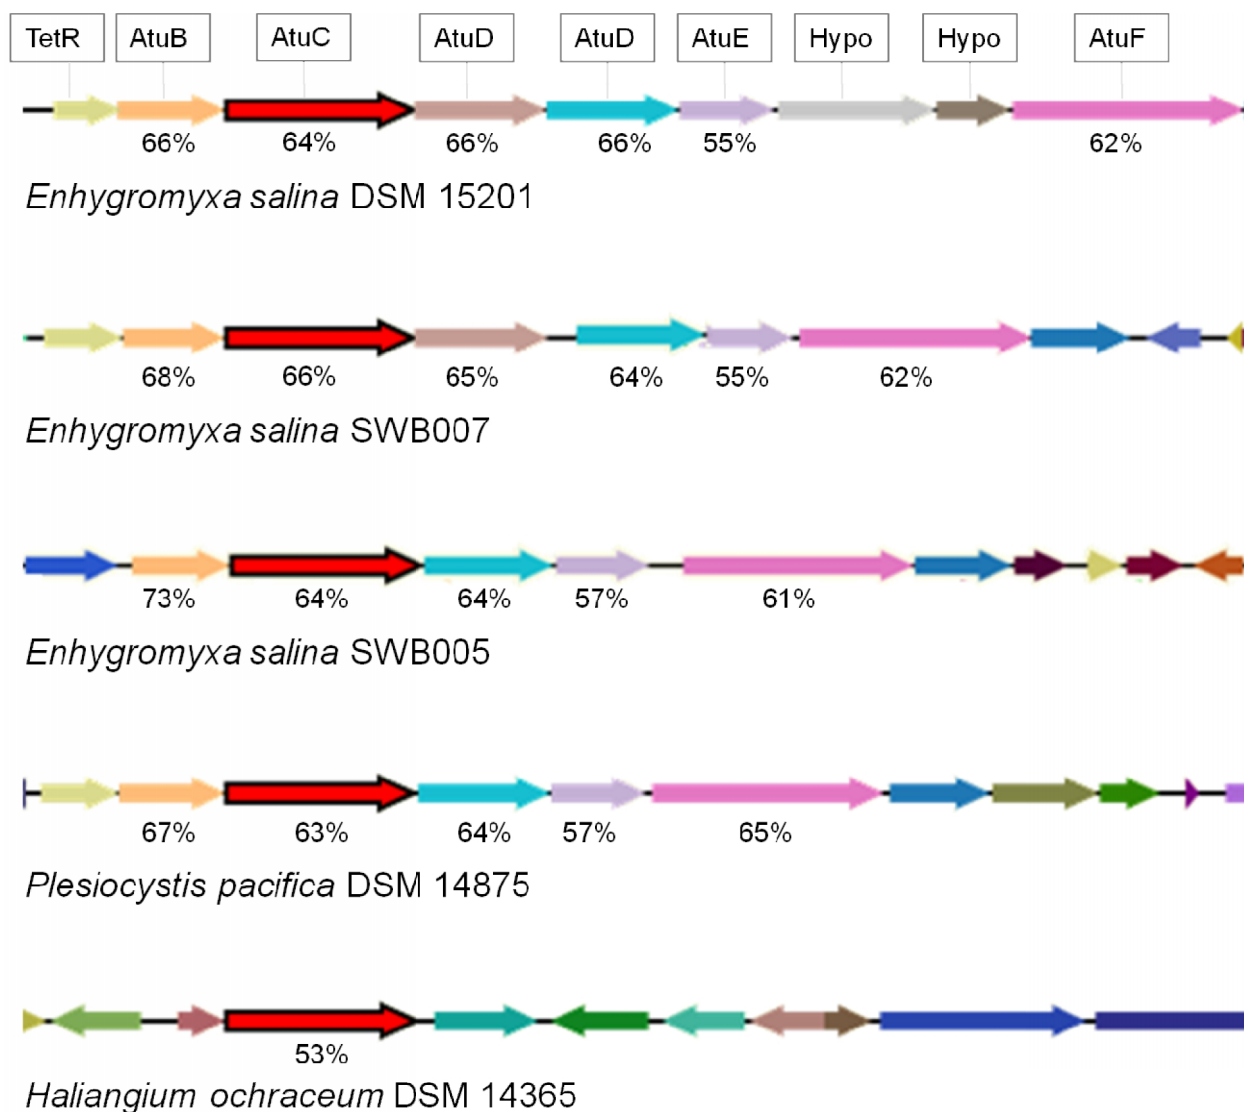 TetR AtuB AtuC AtuD AtuD AtuE Hypo Hypo AtuF
66% 64% 66% 66% 55% 62%
Enhygromyxa salina DSM 15201
68% 66% 65% 64% 55% 62%
Enhygromyxa salina SWB007
73% 64% 64% 57% 61%
Enhygromyxa salina SWB005
67% 63% 64% 57% 65%
Plesiocystis pacifica DSM 14875
53%
Haliangium ochraceum DSM 14365